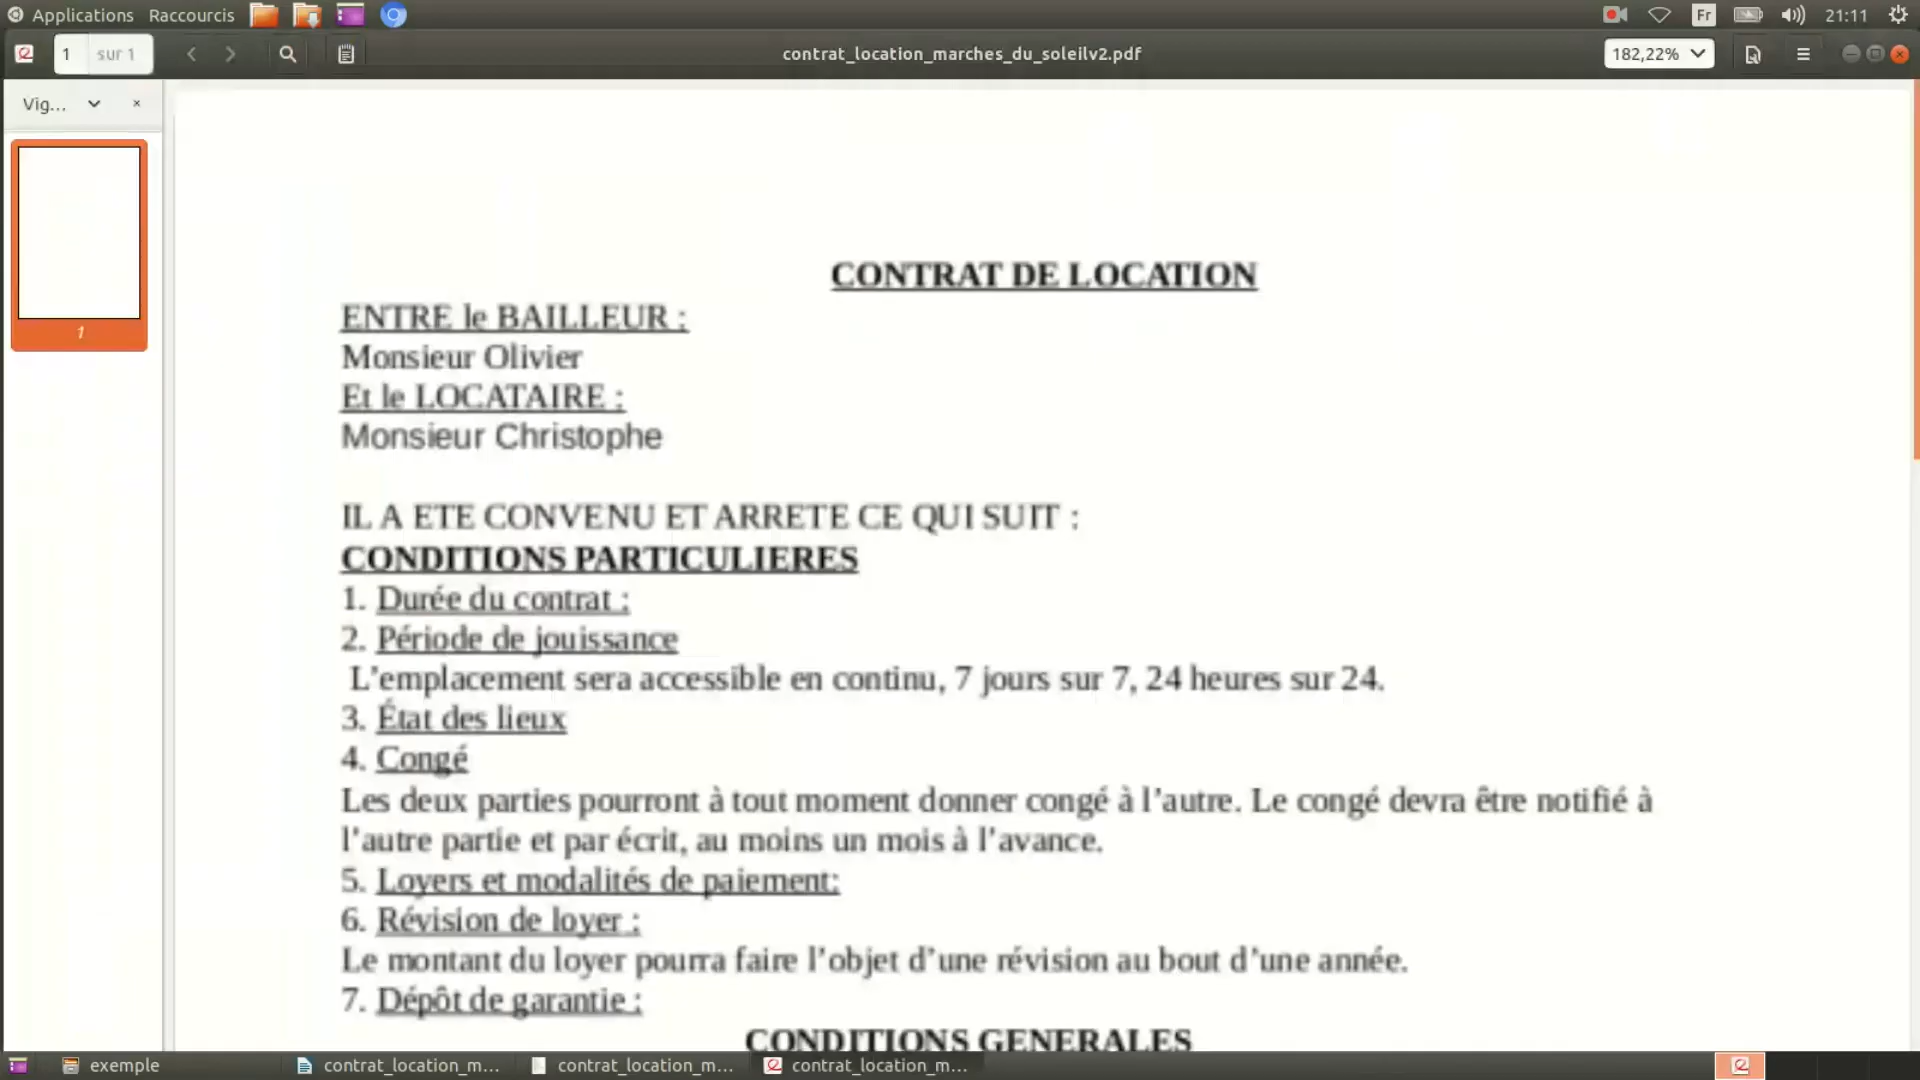 Applications Raccourcis Fr 21:11
1 sur 1 contrat_location_marches_du_soleilv2.pdf 182,22%
Vig...
1
CONTRAT DE LOCATION
ENTRE le BAILLEUR :
Monsieur Olivier
Et le LOCATAIRE :
Monsieur Christophe
IL A ETE CONVENU ET ARRETE CE QUI SUIT :
CONDITIONS PARTICULIERES
1. Durée du contrat :
2. Période de jouissance
L’emplacement sera accessible en continu, 7 jours sur 7, 24 heures sur 24.
3. État des lieux
4. Congé
Les deux parties pourront à tout moment donner congé à l’autre. Le congé devra être notifié à
l’autre partie et par écrit, au moins un mois à l’avance.
5. Loyers et modalités de paiement:
6. Révision de loyer :
Le montant du loyer pourra faire l’objet d’une révision au bout d’une année.
7. Dépôt de garantie :
CONDITIONS GENERALES
exemple contrat_location_m... contrat_location_m... contrat_location_m...